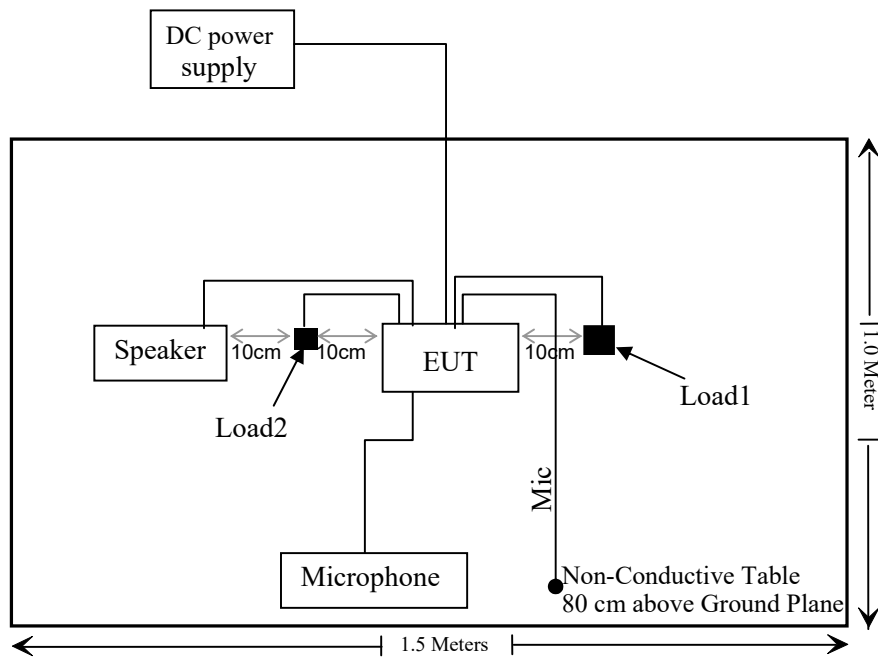 DC power
supply
Speaker
10cm
10cm
EUT
10cm
Load2
Load1
1.0 Meter
Mic
Microphone
Non-Conductive Table
80 cm above Ground Plane
1.5 Meters